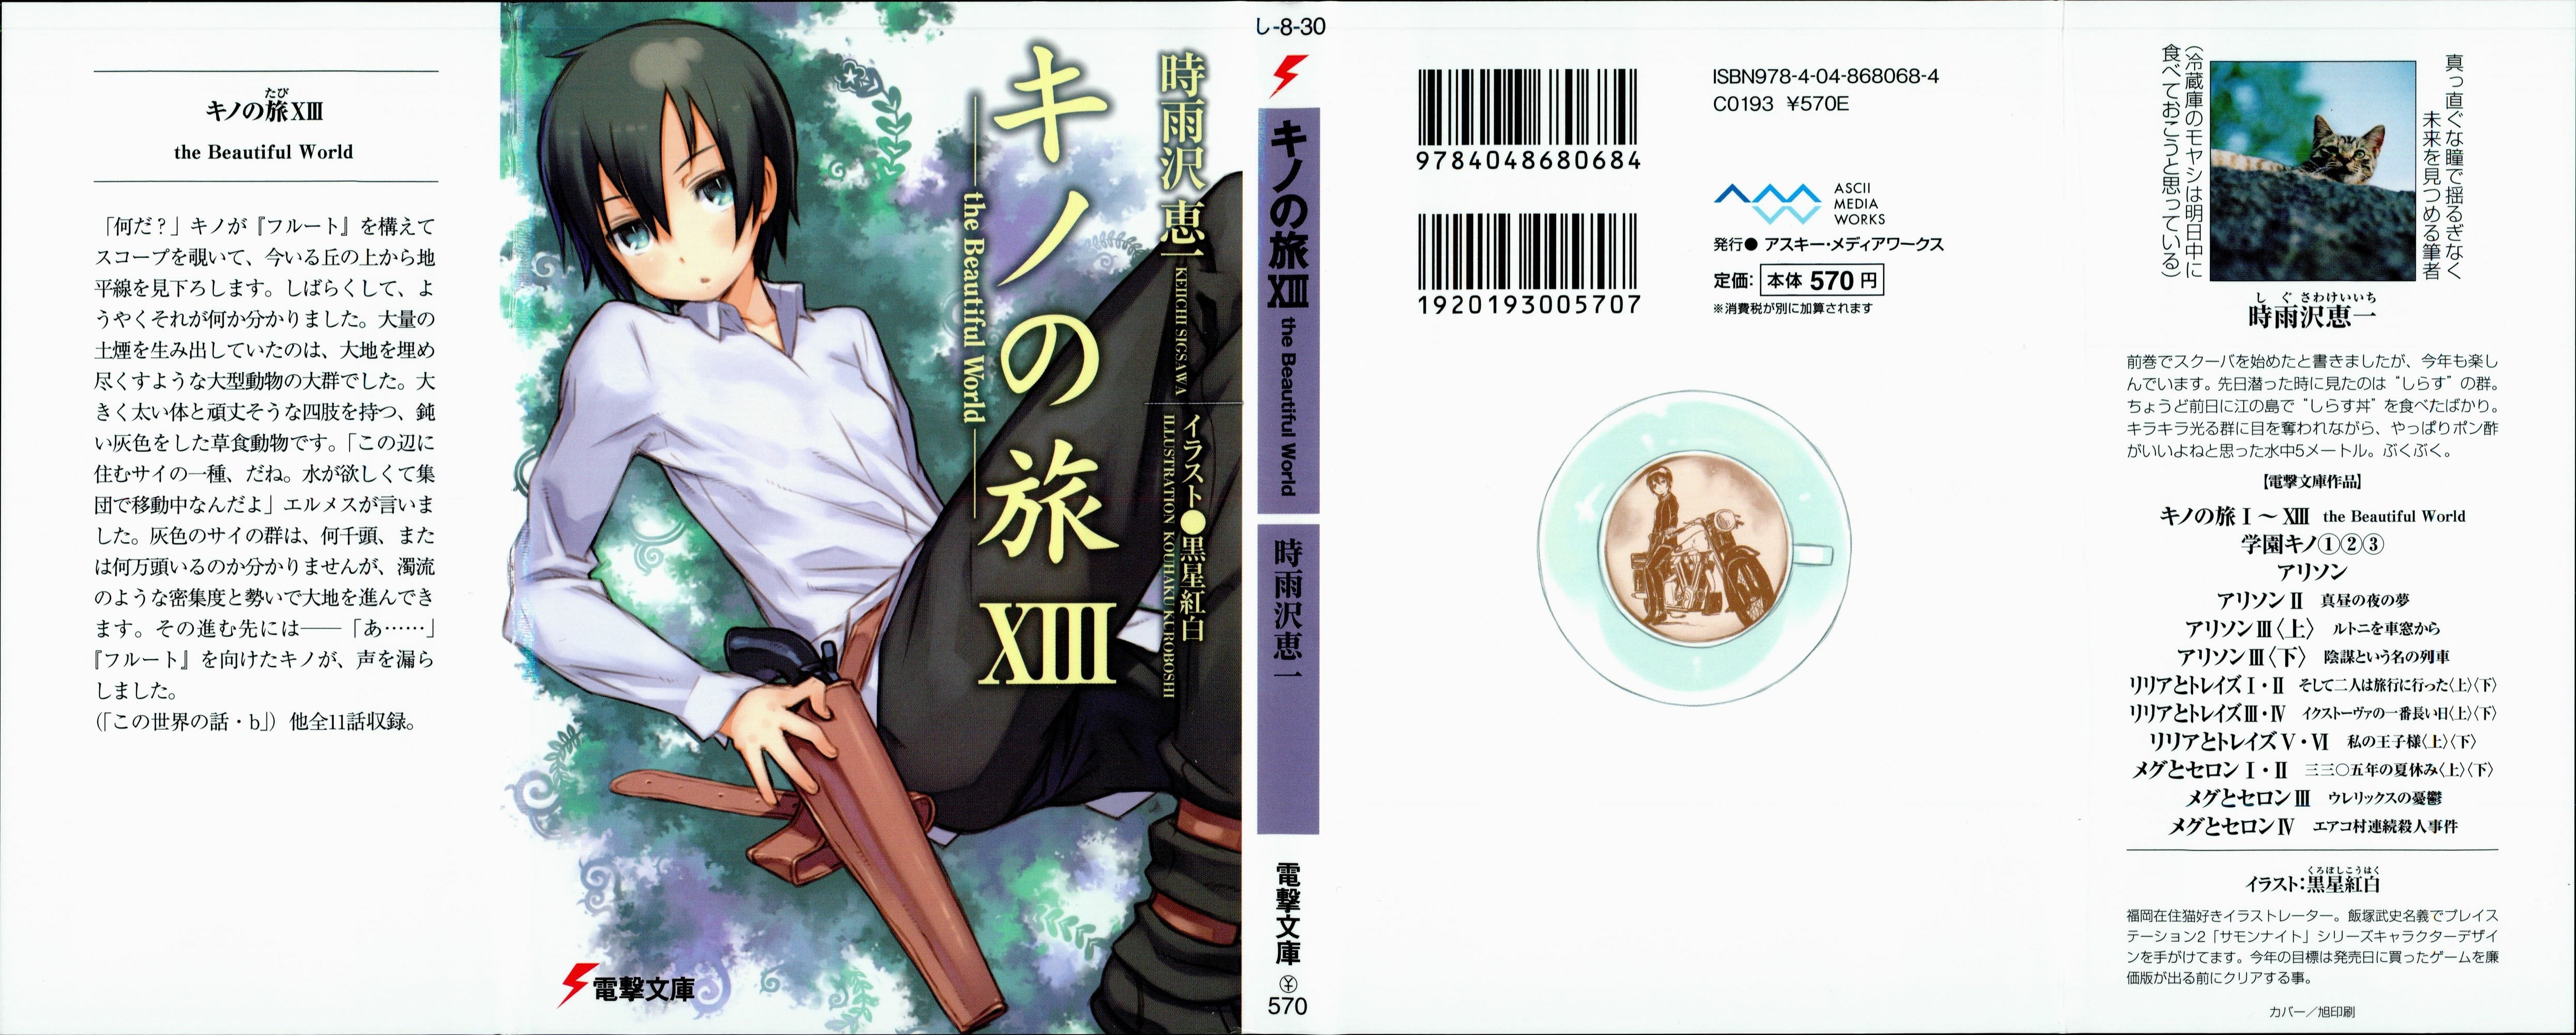 キノの旅XIII
たび
the Beautiful World
「何だ？」キノが『フルート』を構えて
スコープを覗いて、今いる丘の上から地
平線を見下ろします。しばらくして、よ
うやくそれが何か分かりました。大量の
土煙を生み出していたのは、大地を埋め
尽くすような大型動物の大群でした。大
きく太い体と頑丈そうな四肢を持つ、鈍
い灰色をした草食動物です。「この辺に
住むサイの一種、だね。水が欲しくて集
団で移動中なんだよ」エルメスが言いま
した。灰色のサイの群は、何千頭、また
は何万頭いるのか分かりませんが、濁流
のような密集度と勢いで大地を進んでき
ます。その進む先には――「あ……」
『フルート』を向けたキノが、声を漏ら
しました。
（「この世界の話・b」）他全11話収録。
時雨沢恵一
KEIICHI SIGSAWA
イラスト●黒星紅白
ILLUSTRATION KOUHAKU KUROBOSHI
キノの旅XIII
the Beautiful World
電撃文庫
し-8-30
キノの旅XIII
the Beautiful World
時雨沢恵一
電撃文庫
¥
570
9784048680684
1920193005707
ISBN978-4-04-868068-4
C0193 ¥570E
ASCII
MEDIA
WORKS
発行●アスキー・メディアワークス
定価：本体570円
※消費税が別に加算されます
真っ直ぐな瞳で揺るぎなく
未来を見つめる筆者
（冷蔵庫のモヤシは明日中に
食べておこうと思っている）
しぐさわけいいち
時雨沢恵一
前巻でスクーバを始めたと書きましたが、今年も楽し
んでいます。先日潜った時に見たのは“しらす”の群。
ちょうど前日に江の島で“しらす丼”を食べたばかり。
キラキラ光る群に目を奪われながら、やっぱりポン酢
がいいよねと思った水中5メートル。ぶくぶく。
【電撃文庫作品】
キノの旅Ⅰ～XIII the Beautiful World
学園キノ①②③
アリソン
アリソンⅡ 真昼の夜の夢
アリソンⅢ〈上〉 ルトニを車窓から
アリソンⅢ〈下〉 陰謀という名の列車
リリアとトレイズⅠ・Ⅱ そして二人は旅行に行った〈上〉〈下〉
リリアとトレイズⅢ・Ⅳ イクストーヴァの一番長い日〈上〉〈下〉
リリアとトレイズⅤ・Ⅵ 私の王子様〈上〉〈下〉
メグとセロンⅠ・Ⅱ 三三〇五年の夏休み〈上〉〈下〉
メグとセロンⅢ ウレリックスの憂鬱
メグとセロンⅣ エアコ村連続殺人事件
くろぼしこうはく
イラスト：黒星紅白
福岡在住猫好きイラストレーター。飯塚武史名義でプレイス
テーション2「サモンナイト」シリーズキャラクターデザイ
ンを手がけてます。今年の目標は発売日に買ったゲームを廉
価版が出る前にクリアする事。
カバー／旭印刷